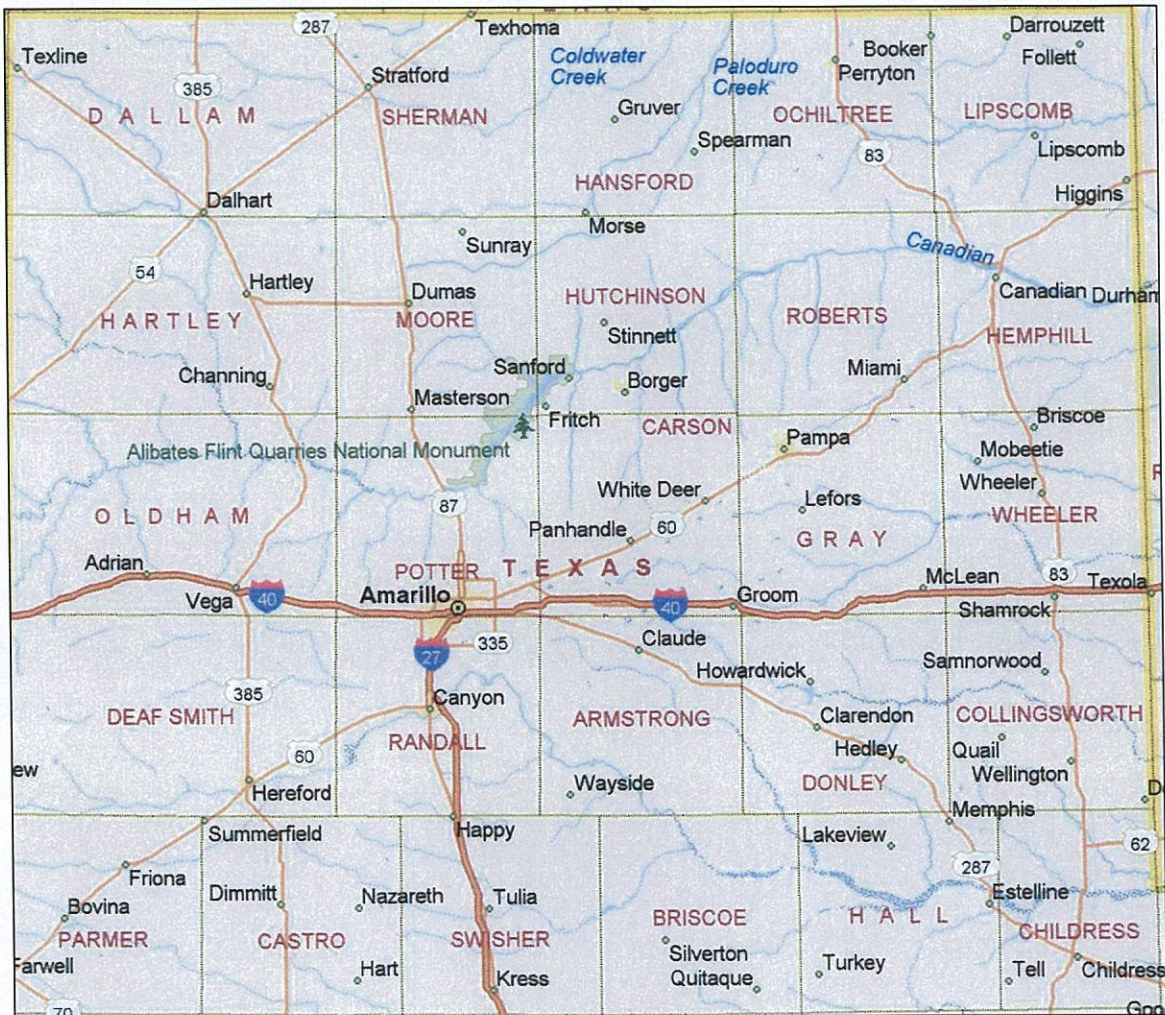 287
Texhoma
Darrouzett
Texline
Coldwater
Creek
Booker
Follett
385
Stratford
Paloduro
Creek
Perryton
DALLAM
SHERMAN
Gruver
OCHILTREE
LIPSCOMB
Spearman
83
Lipscomb
HANSFORD
Higgins
Dalhart
Morse
Sunray
Canadian
54
Hartley
Dumas
HUTCHINSON
Canadian
Durham
HARTLEY
MOORE
Stinnett
ROBERTS
HEMPHILL
Channing
Sanford
Borger
Miami
Masterson
Fritch
CARSON
Briscoe
Alibates Flint Quarries National Monument
Pampa
Mobeetie
White Deer
Wheeler
87
Lefors
OLDHAM
Panhandle
60
WHEELER
GRAY
Adrian
POTTER
TEXAS
83
McLean
Texola
Vega
40
Amarillo
40
Groom
Shamrock
335
Claude
27
Howardwick
Samnorwood
385
Canyon
DEAF SMITH
ARMSTRONG
Clarendon
COLLINGSWORTH
RANDALL
60
Hedley
Quail
ew
Wellington
Hereford
Wayside
DONLEY
Memphis
Summerfield
Happy
Lakeview
62
Friona
287
Dimmitt
Nazareth
Tulia
Estelline
Bovina
BRISCOE
HALL
PARMER
CASTRO
SWISHER
CHILDRESS
Silverton
Farwell
Hart
Kress
Quitaque
Turkey
Tell
Childress
70